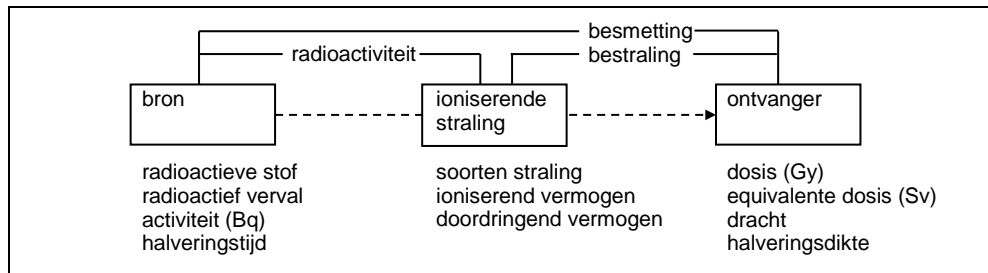 besmetting
radioactiviteit
bestraling
bron
ioniserende
straling
ontvanger
radioactieve stof
radioactief verval
activiteit (Bq)
halveringstijd
soorten straling
ioniserend vermogen
doordringend vermogen
dosis (Gy)
equivalente dosis (Sv)
dracht
halveringsdikte